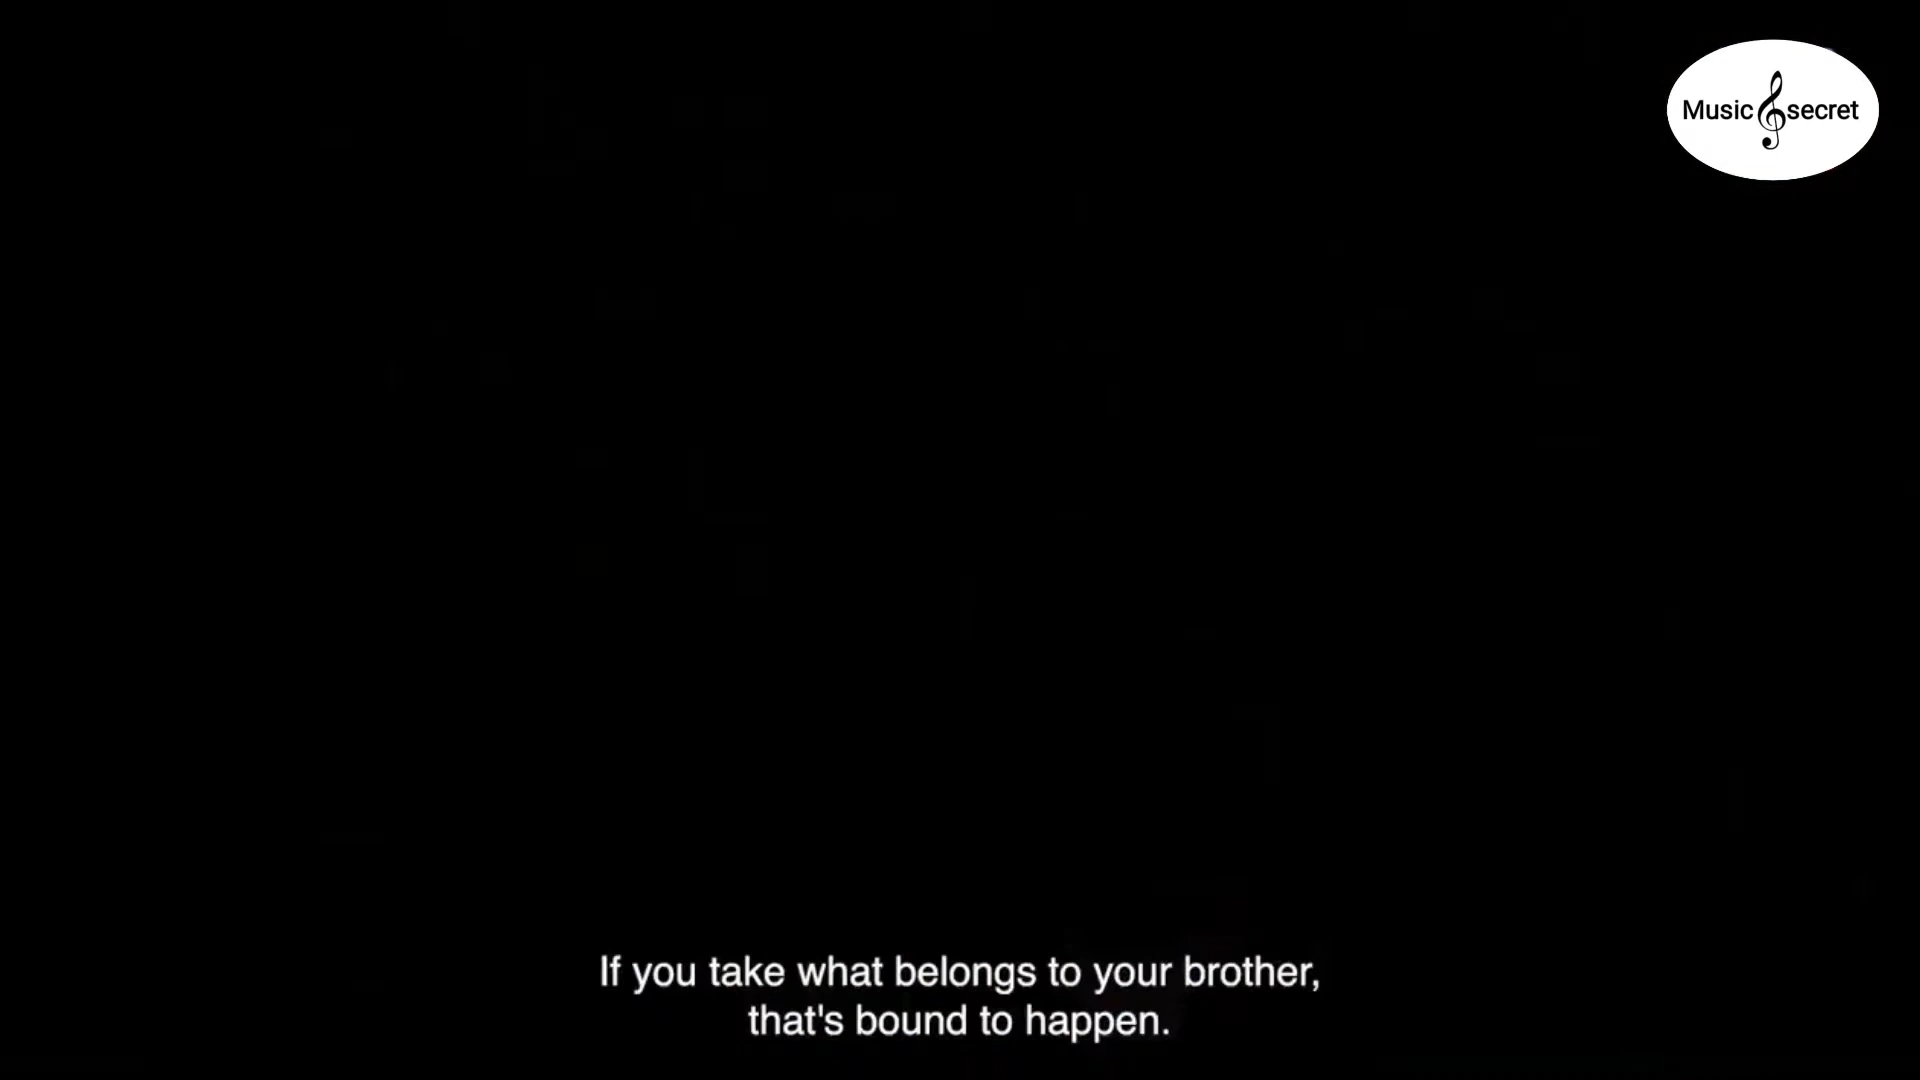 Music secret
If you take what belongs to your brother,
that's bound to happen.